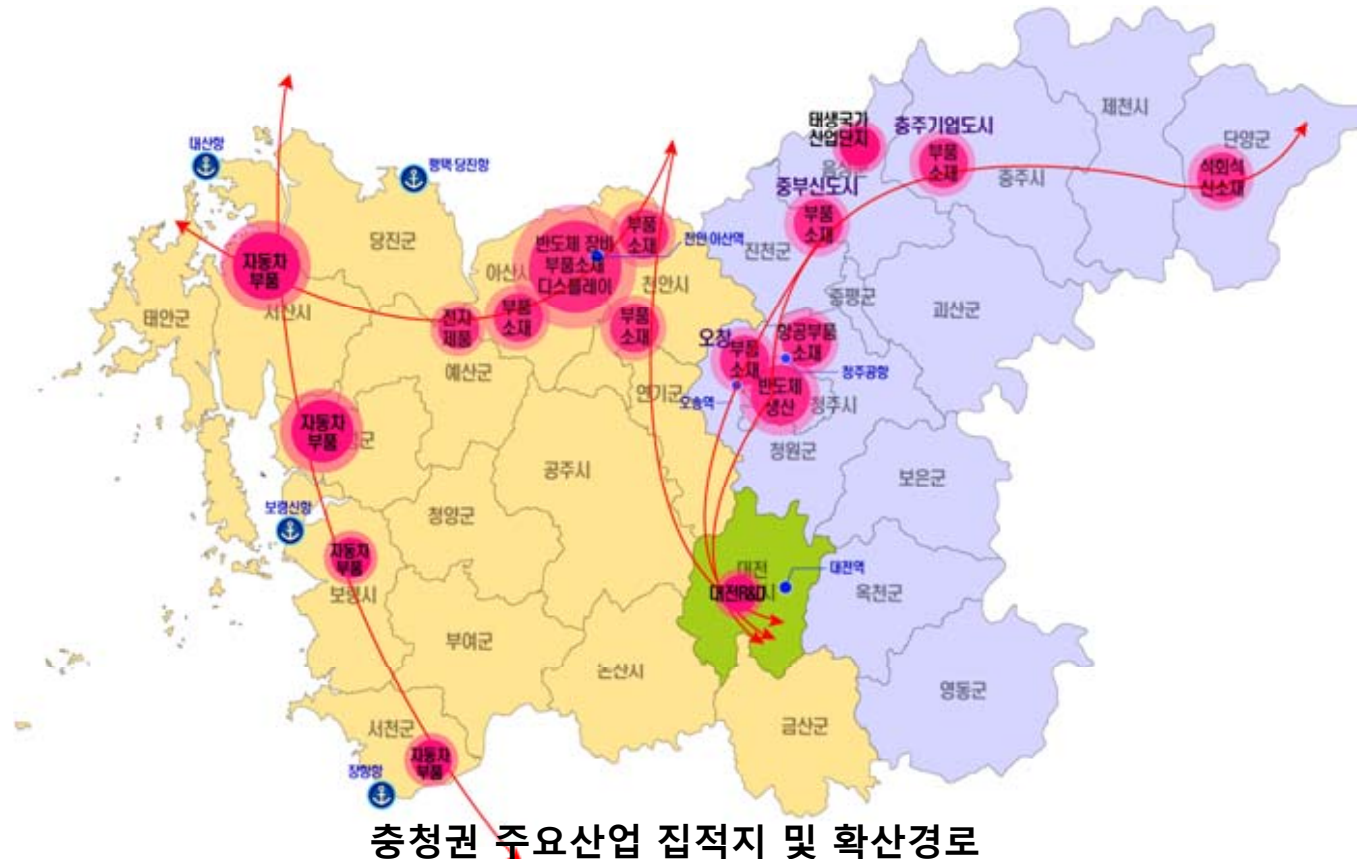 대산항
평택·당진항
태생국가
산업단지
충주기업도시
제천시
단양군
부품
소재
충주시
석회석
신소재
중부신도시
부품
소재
진천군
당진군
자동차
부품
서산시
태안군
반도체 장비
부품소재
디스플레이
부품
소재
천안·아산역
천안시
전자
제품
부품
소재
부품
소재
예산군
연기군
증평군
괴산군
오창
부품
소재
항공부품
소재
청주공항
오송역
반도체
생산
청주시
청원군
보은군
자동차
부품
공주시
청양군
보령신항
자동차
부품
보령시
부여군
논산시
대전
대전R&D
대전역
옥천군
영동군
금산군
서천군
자동차
부품
장항항
충청권 주요산업 집적지 및 확산경로